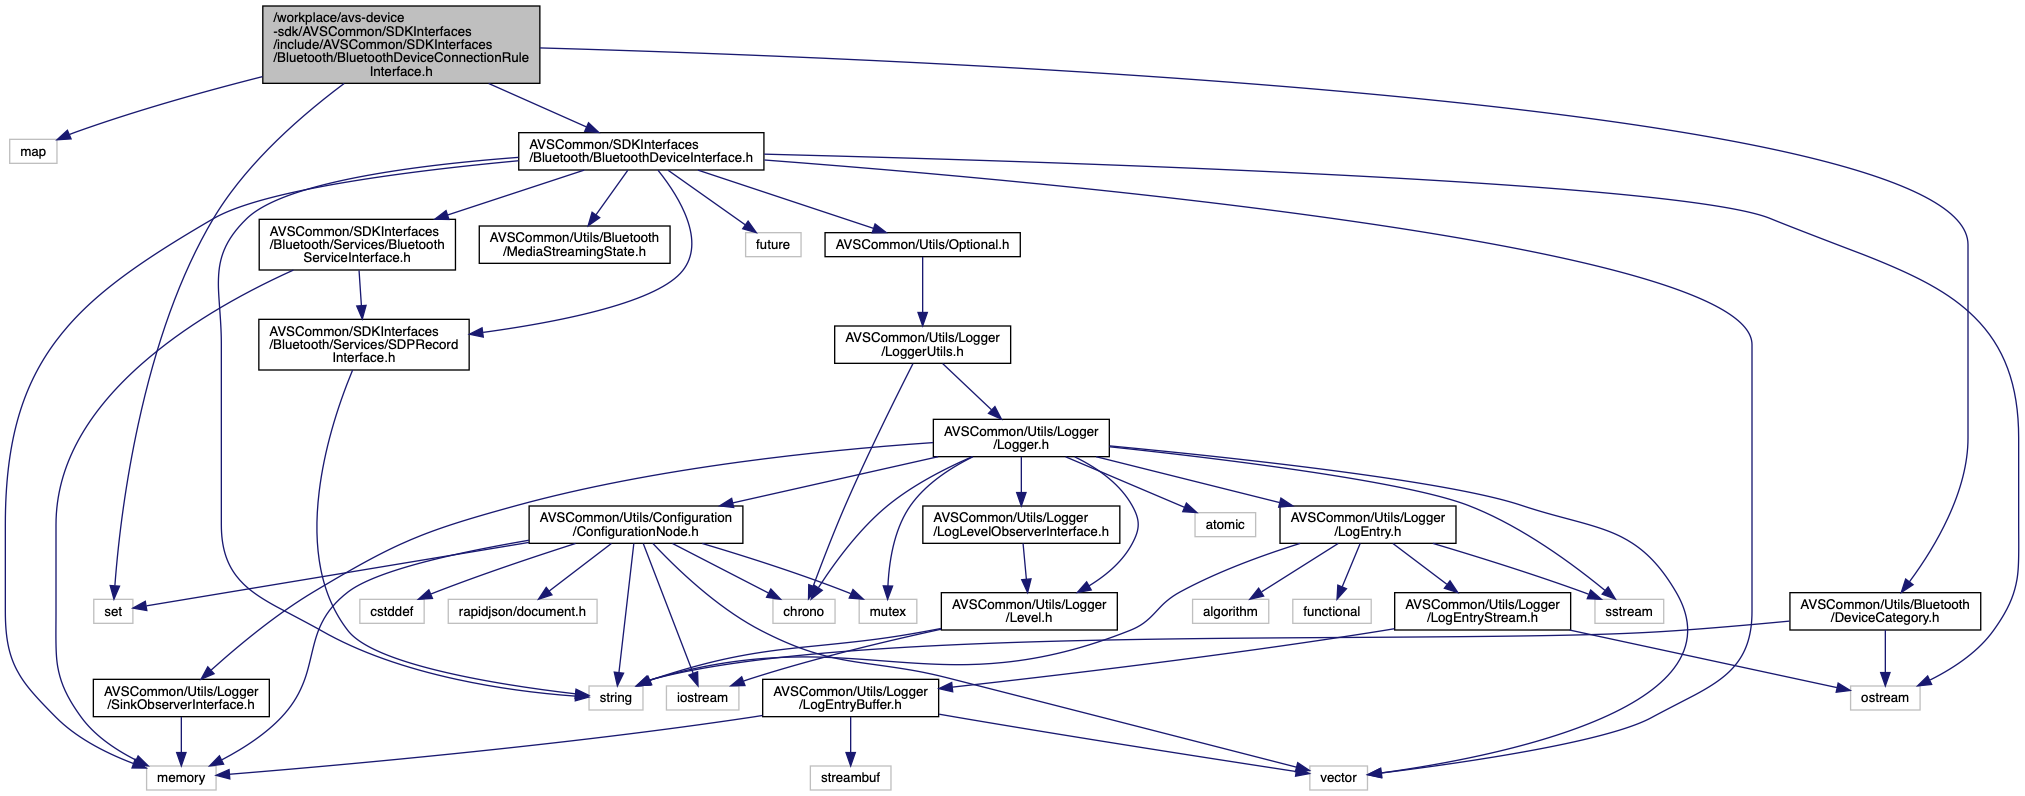 /workplace/avs-device
-sdk/AVSCommon/SDKInterfaces
/include/AVSCommon/SDKInterfaces
/Bluetooth/BluetoothDeviceConnectionRule
Interface.h
map
AVSCommon/SDKInterfaces
/Bluetooth/BluetoothDeviceInterface.h
AVSCommon/SDKInterfaces
/Bluetooth/Services/Bluetooth
ServiceInterface.h
AVSCommon/Utils/Bluetooth
/MediaStreamingState.h
future
AVSCommon/Utils/Optional.h
AVSCommon/SDKInterfaces
/Bluetooth/Services/SDPRecord
Interface.h
AVSCommon/Utils/Logger
/LoggerUtils.h
AVSCommon/Utils/Logger
/Logger.h
AVSCommon/Utils/Configuration
/ConfigurationNode.h
AVSCommon/Utils/Logger
/LogLevelObserverInterface.h
atomic
AVSCommon/Utils/Logger
/LogEntry.h
set
cstddef
rapidjson/document.h
chrono
mutex
AVSCommon/Utils/Logger
/Level.h
algorithm
functional
AVSCommon/Utils/Logger
/LogEntryStream.h
sstream
AVSCommon/Utils/Bluetooth
/DeviceCategory.h
AVSCommon/Utils/Logger
/SinkObserverInterface.h
string
iostream
AVSCommon/Utils/Logger
/LogEntryBuffer.h
ostream
memory
streambuf
vector